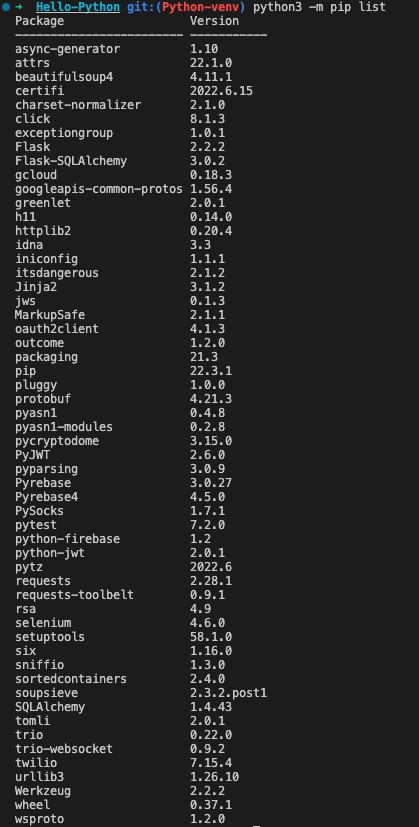 ➜  Hello-Python git:(Python-venv) python3 -m pip list
Package                  Version
------------------------ -----------
async-generator          1.10
attrs                    22.1.0
beautifulsoup4           4.11.1
certifi                  2022.6.15
charset-normalizer       2.1.0
click                    8.1.3
exceptiongroup           1.0.1
Flask                    2.2.2
Flask-SQLAlchemy         3.0.2
gcloud                   0.18.3
googleapis-common-protos 1.56.4
greenlet                 2.0.1
h11                      0.14.0
httplib2                 0.20.4
idna                     3.3
iniconfig                1.1.1
itsdangerous             2.1.2
Jinja2                   3.1.2
jws                      0.1.3
MarkupSafe               2.1.1
oauth2client             4.1.3
outcome                  1.2.0
packaging                21.3
pip                      22.3.1
pluggy                   1.0.0
protobuf                 4.21.3
pyasn1                   0.4.8
pyasn1-modules           0.2.8
pycryptodome             3.15.0
PyJWT                    2.6.0
pyparsing                3.0.9
Pyrebase                 3.0.27
Pyrebase4                4.5.0
PySocks                  1.7.1
pytest                   7.2.0
python-firebase          1.2
python-jwt               2.0.1
pytz                     2022.6
requests                 2.28.1
requests-toolbelt        0.9.1
rsa                      4.9
selenium                 4.6.0
setuptools               58.1.0
six                      1.16.0
sniffio                  1.3.0
sortedcontainers         2.4.0
soupsieve                2.3.2.post1
SQLAlchemy               1.4.43
tomli                    2.0.1
trio                     0.22.0
trio-websocket           0.9.2
twilio                   7.15.4
urllib3                  1.26.10
Werkzeug                 2.2.2
wheel                    0.37.1
wsproto                  1.2.0